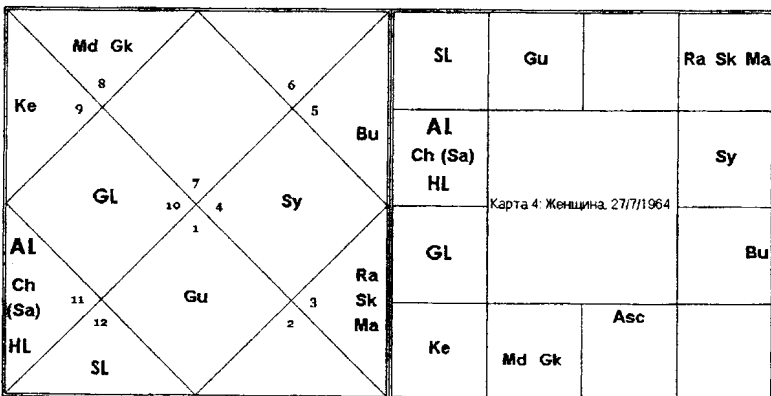 Md Gk
8
6
Ke
9
5
Bu
7
GL
10
4
Sy
1
AL
Ch
(Sa)
HL
11
12
SL
Gu
2
3
Ra
Sk
Ma
SL
Gu
Ra Sk Ma
AL
Ch (Sa)
HL
Sy
Карта 4: Женщина. 27/7/1964
GL
Bu
Ke
Md Gk
Asc